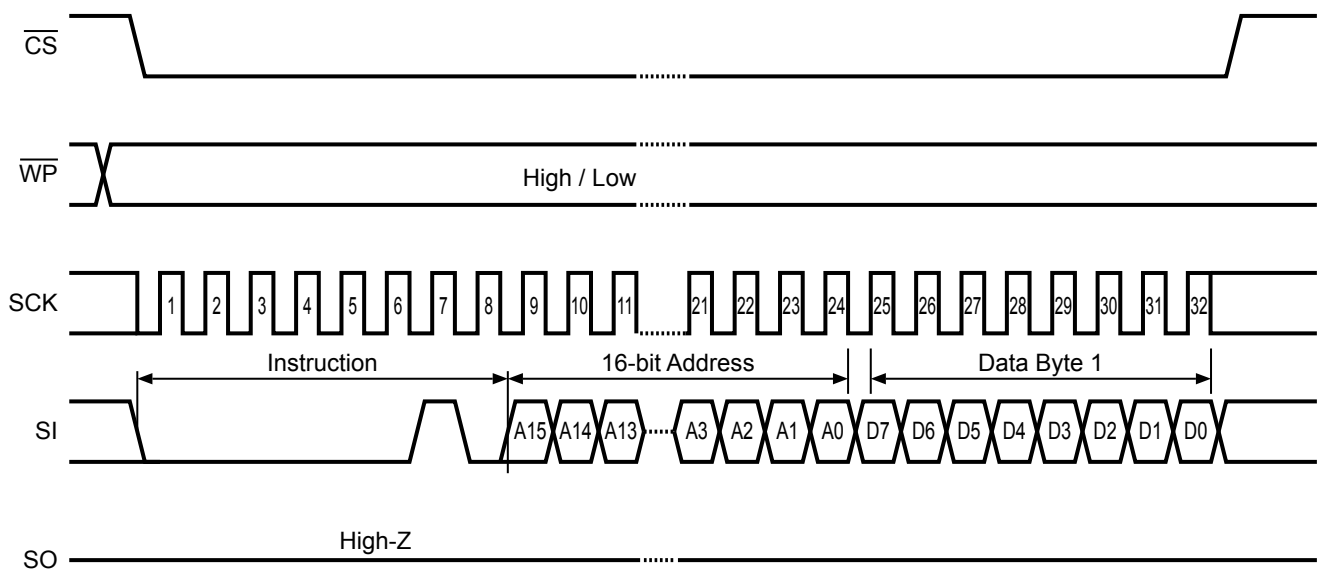 CS
WP
High / Low
SCK 1 2 3 4 5 6 7 8 9 10 11 21 22 23 24 25 26 27 28 29 30 31 32
Instruction 16-bit Address Data Byte 1
SI A15 A14 A13 A3 A2 A1 A0 D7 D6 D5 D4 D3 D2 D1 D0
High-Z
SO